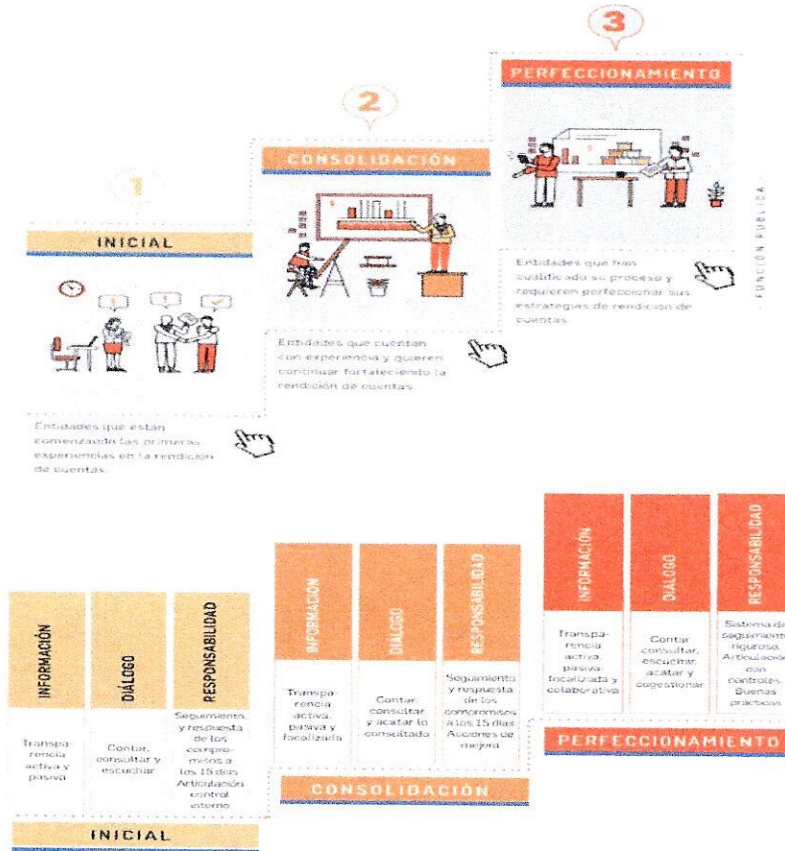 3
PERFECCIONAMIENTO
2
CONSOLIDACIÓN
1
INICIAL
Entidades que han
cualificado su proceso y
requieren perfeccionar sus
estrategias de rendición de
cuentas.
- FUNCIÓN PÚBLICA -
Entidades que cuentan
con experiencia y quieren
continuar fortaleciendo la
rendición de cuentas.
Entidades que están
comenzando las primeras
experiencias en la rendición
de cuentas.
INFORMACIÓN
DIÁLOGO
RESPONSABILIDAD
Transpa-
rencia
activa y
pasiva
Contar,
consultar y
escuchar
Seguimiento,
y respuesta
de los
compro-
misos a
los 15 días
Articulación
control
interno
INICIAL
INFORMACIÓN
DIÁLOGO
RESPONSABILIDAD
Transpa-
rencia
activa,
pasiva y
focalizada
Contar,
consultar
y acatar lo
consultado
Seguimiento
y respuesta
de los
compromisos
a los 15 días
Acciones de
mejora
CONSOLIDACIÓN
INFORMACIÓN
DIÁLOGO
RESPONSABILIDAD
Transpa-
rencia
activa,
pasiva,
focalizada y
colaborativa
Contar,
consultar,
escuchar,
acatar y
cogestionar
Sistema de
seguimiento
riguroso.
Articulación
con
controles.
Buenas
prácticas
PERFECCIONAMIENTO